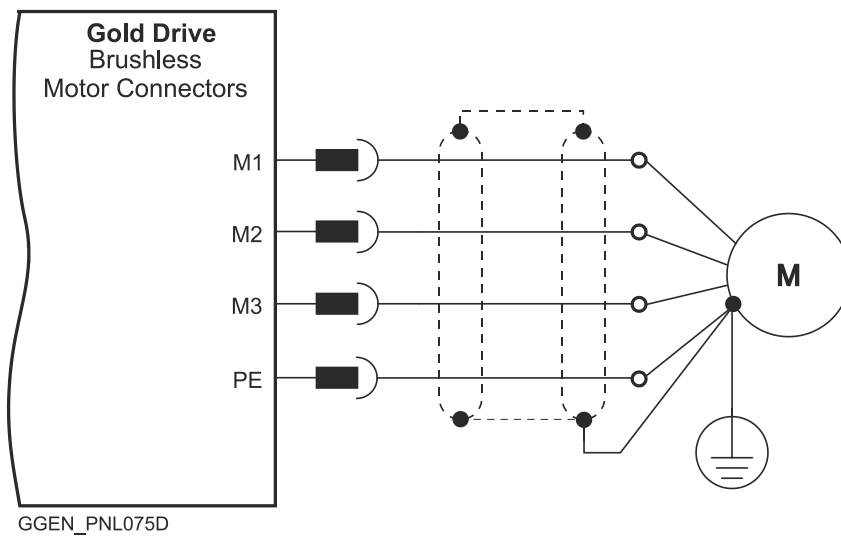 Gold Drive
Brushless
Motor Connectors
M1
M2
M3
PE
M
GGEN_PNL075D